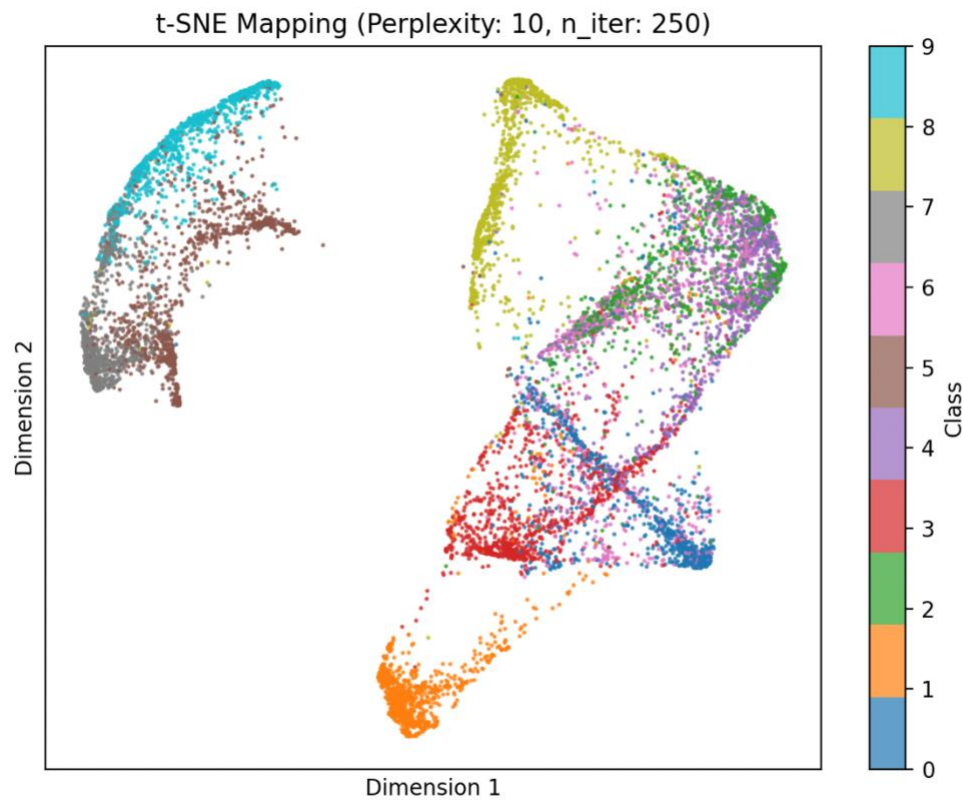 t-SNE Mapping (Perplexity: 10, n_iter: 250)
Dimension 2
Dimension 1
9
8
7
6
5
4
3
2
1
0
Class